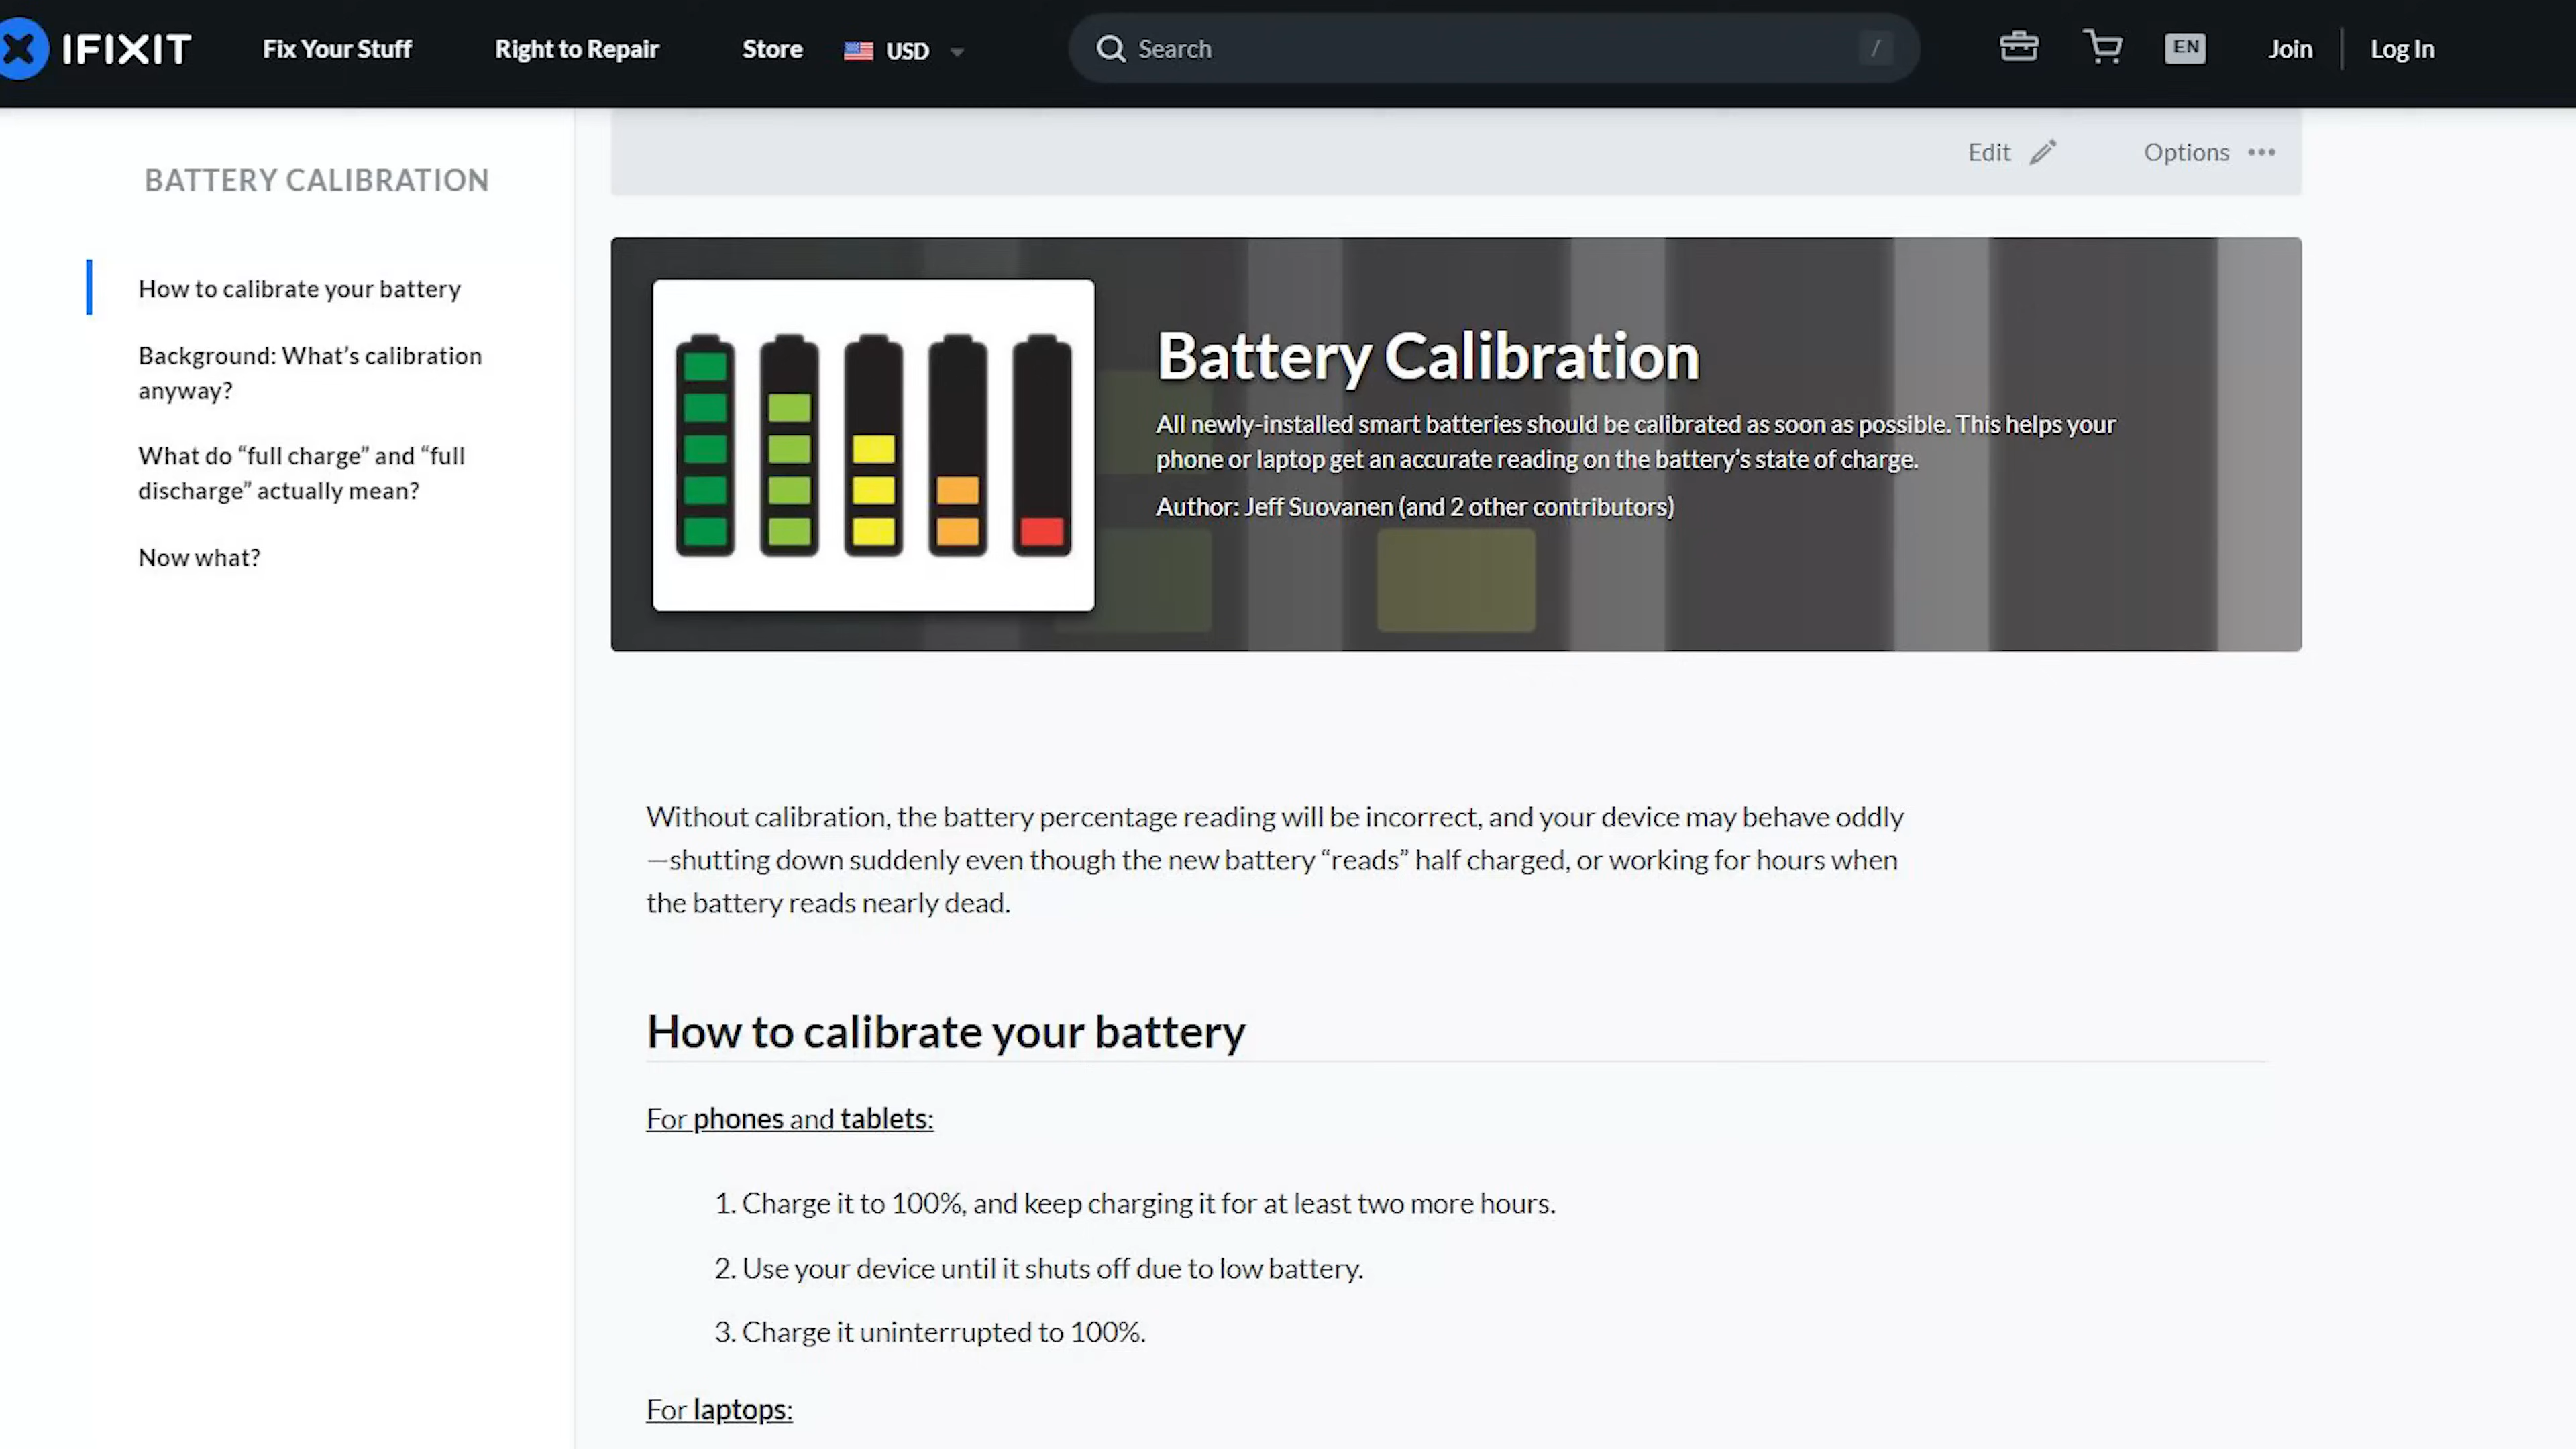 IFIXIT
Fix Your Stuff
Right to Repair
Store
USD
Search
/
EN
Join
Log In
BATTERY CALIBRATION
How to calibrate your battery
Background: What’s calibration
anyway?
What do “full charge” and “full
discharge” actually mean?
Now what?
Edit
Options
Battery Calibration
All newly-installed smart batteries should be calibrated as soon as possible. This helps your
phone or laptop get an accurate reading on the battery’s state of charge.
Author: Jeff Suovanen (and 2 other contributors)
Without calibration, the battery percentage reading will be incorrect, and your device may behave oddly
—shutting down suddenly even though the new battery “reads” half charged, or working for hours when
the battery reads nearly dead.
How to calibrate your battery
For phones and tablets:
1. Charge it to 100%, and keep charging it for at least two more hours.
2. Use your device until it shuts off due to low battery.
3. Charge it uninterrupted to 100%.
For laptops: